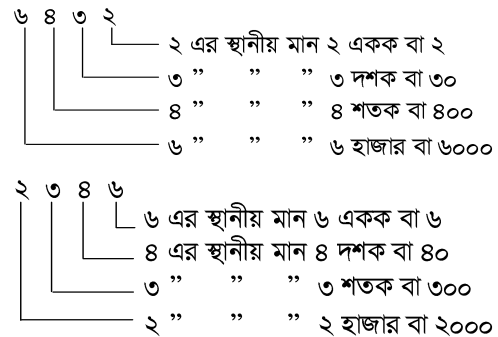 ৬ ৪ ৩ ২
২ এর স্থানীয় মান ২ একক বা ২
৩ ” ” ” ৩ দশক বা ৩০
৪ ” ” ” ৪ শতক বা ৪০০
৬ ” ” ” ৬ হাজার বা ৬০০০
২ ৩ ৪ ৬
৬ এর স্থানীয় মান ৬ একক বা ৬
৪ এর স্থানীয় মান ৪ দশক বা ৪০
৩ ” ” ” ৩ শতক বা ৩০০
২ ” ” ” ২ হাজার বা ২০০০